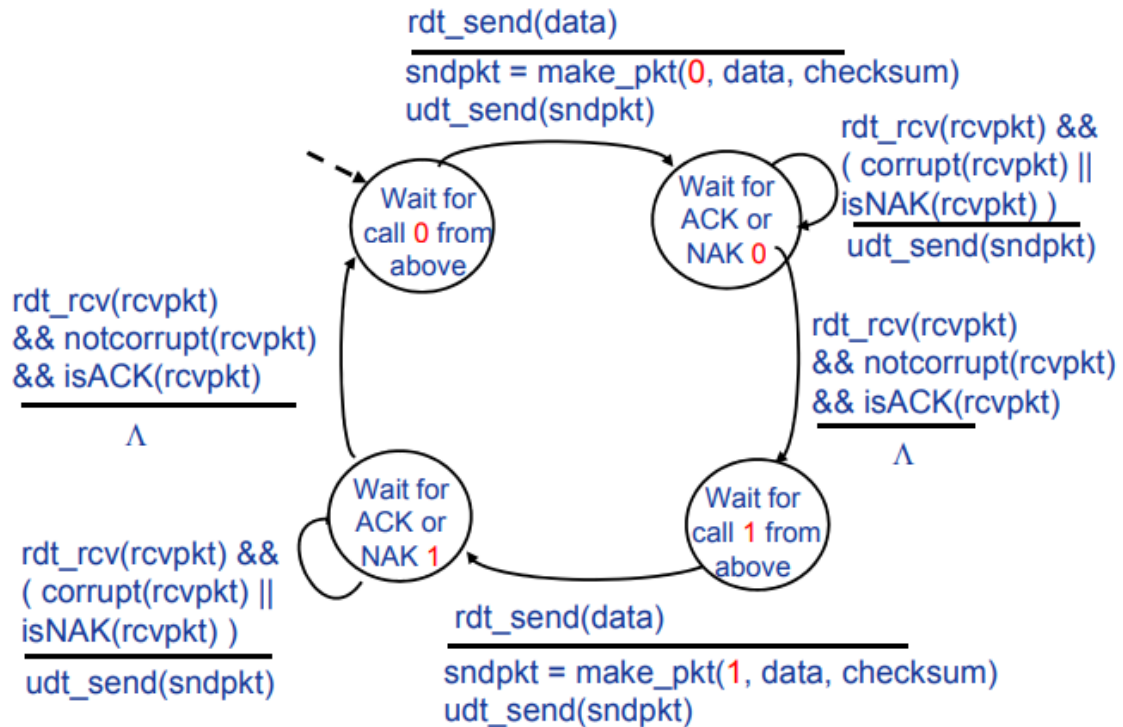 rdt_send(data)
sndpkt = make_pkt(0, data, checksum)
udt_send(sndpkt)
Wait for
call 0 from
above
Wait for
ACK or
NAK 0
rdt_rcv(rcvpkt) &&
( corrupt(rcvpkt) ||
isNAK(rcvpkt) )
udt_send(sndpkt)
rdt_rcv(rcvpkt)
&& notcorrupt(rcvpkt)
&& isACK(rcvpkt)
Λ
rdt_rcv(rcvpkt)
&& notcorrupt(rcvpkt)
&& isACK(rcvpkt)
Λ
Wait for
ACK or
NAK 1
Wait for
call 1 from
above
rdt_rcv(rcvpkt) &&
( corrupt(rcvpkt) ||
isNAK(rcvpkt) )
udt_send(sndpkt)
rdt_send(data)
sndpkt = make_pkt(1, data, checksum)
udt_send(sndpkt)